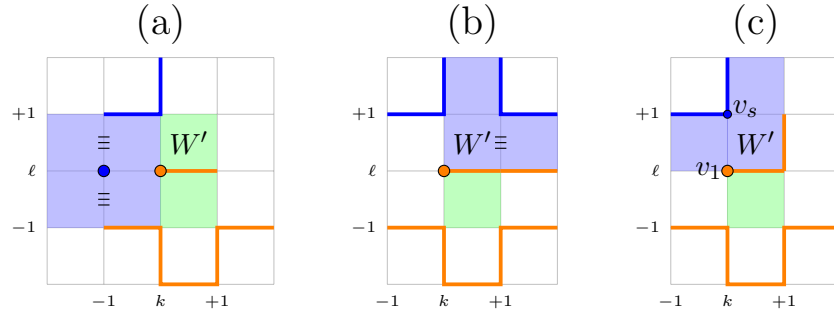 (a) (b) (c)
+1 +1 +1
≡
W′ W′ ≡ W′ v_s
ℓ ℓ ℓ v_1
≡
−1 −1 −1
−1 k +1 −1 k +1 −1 k +1